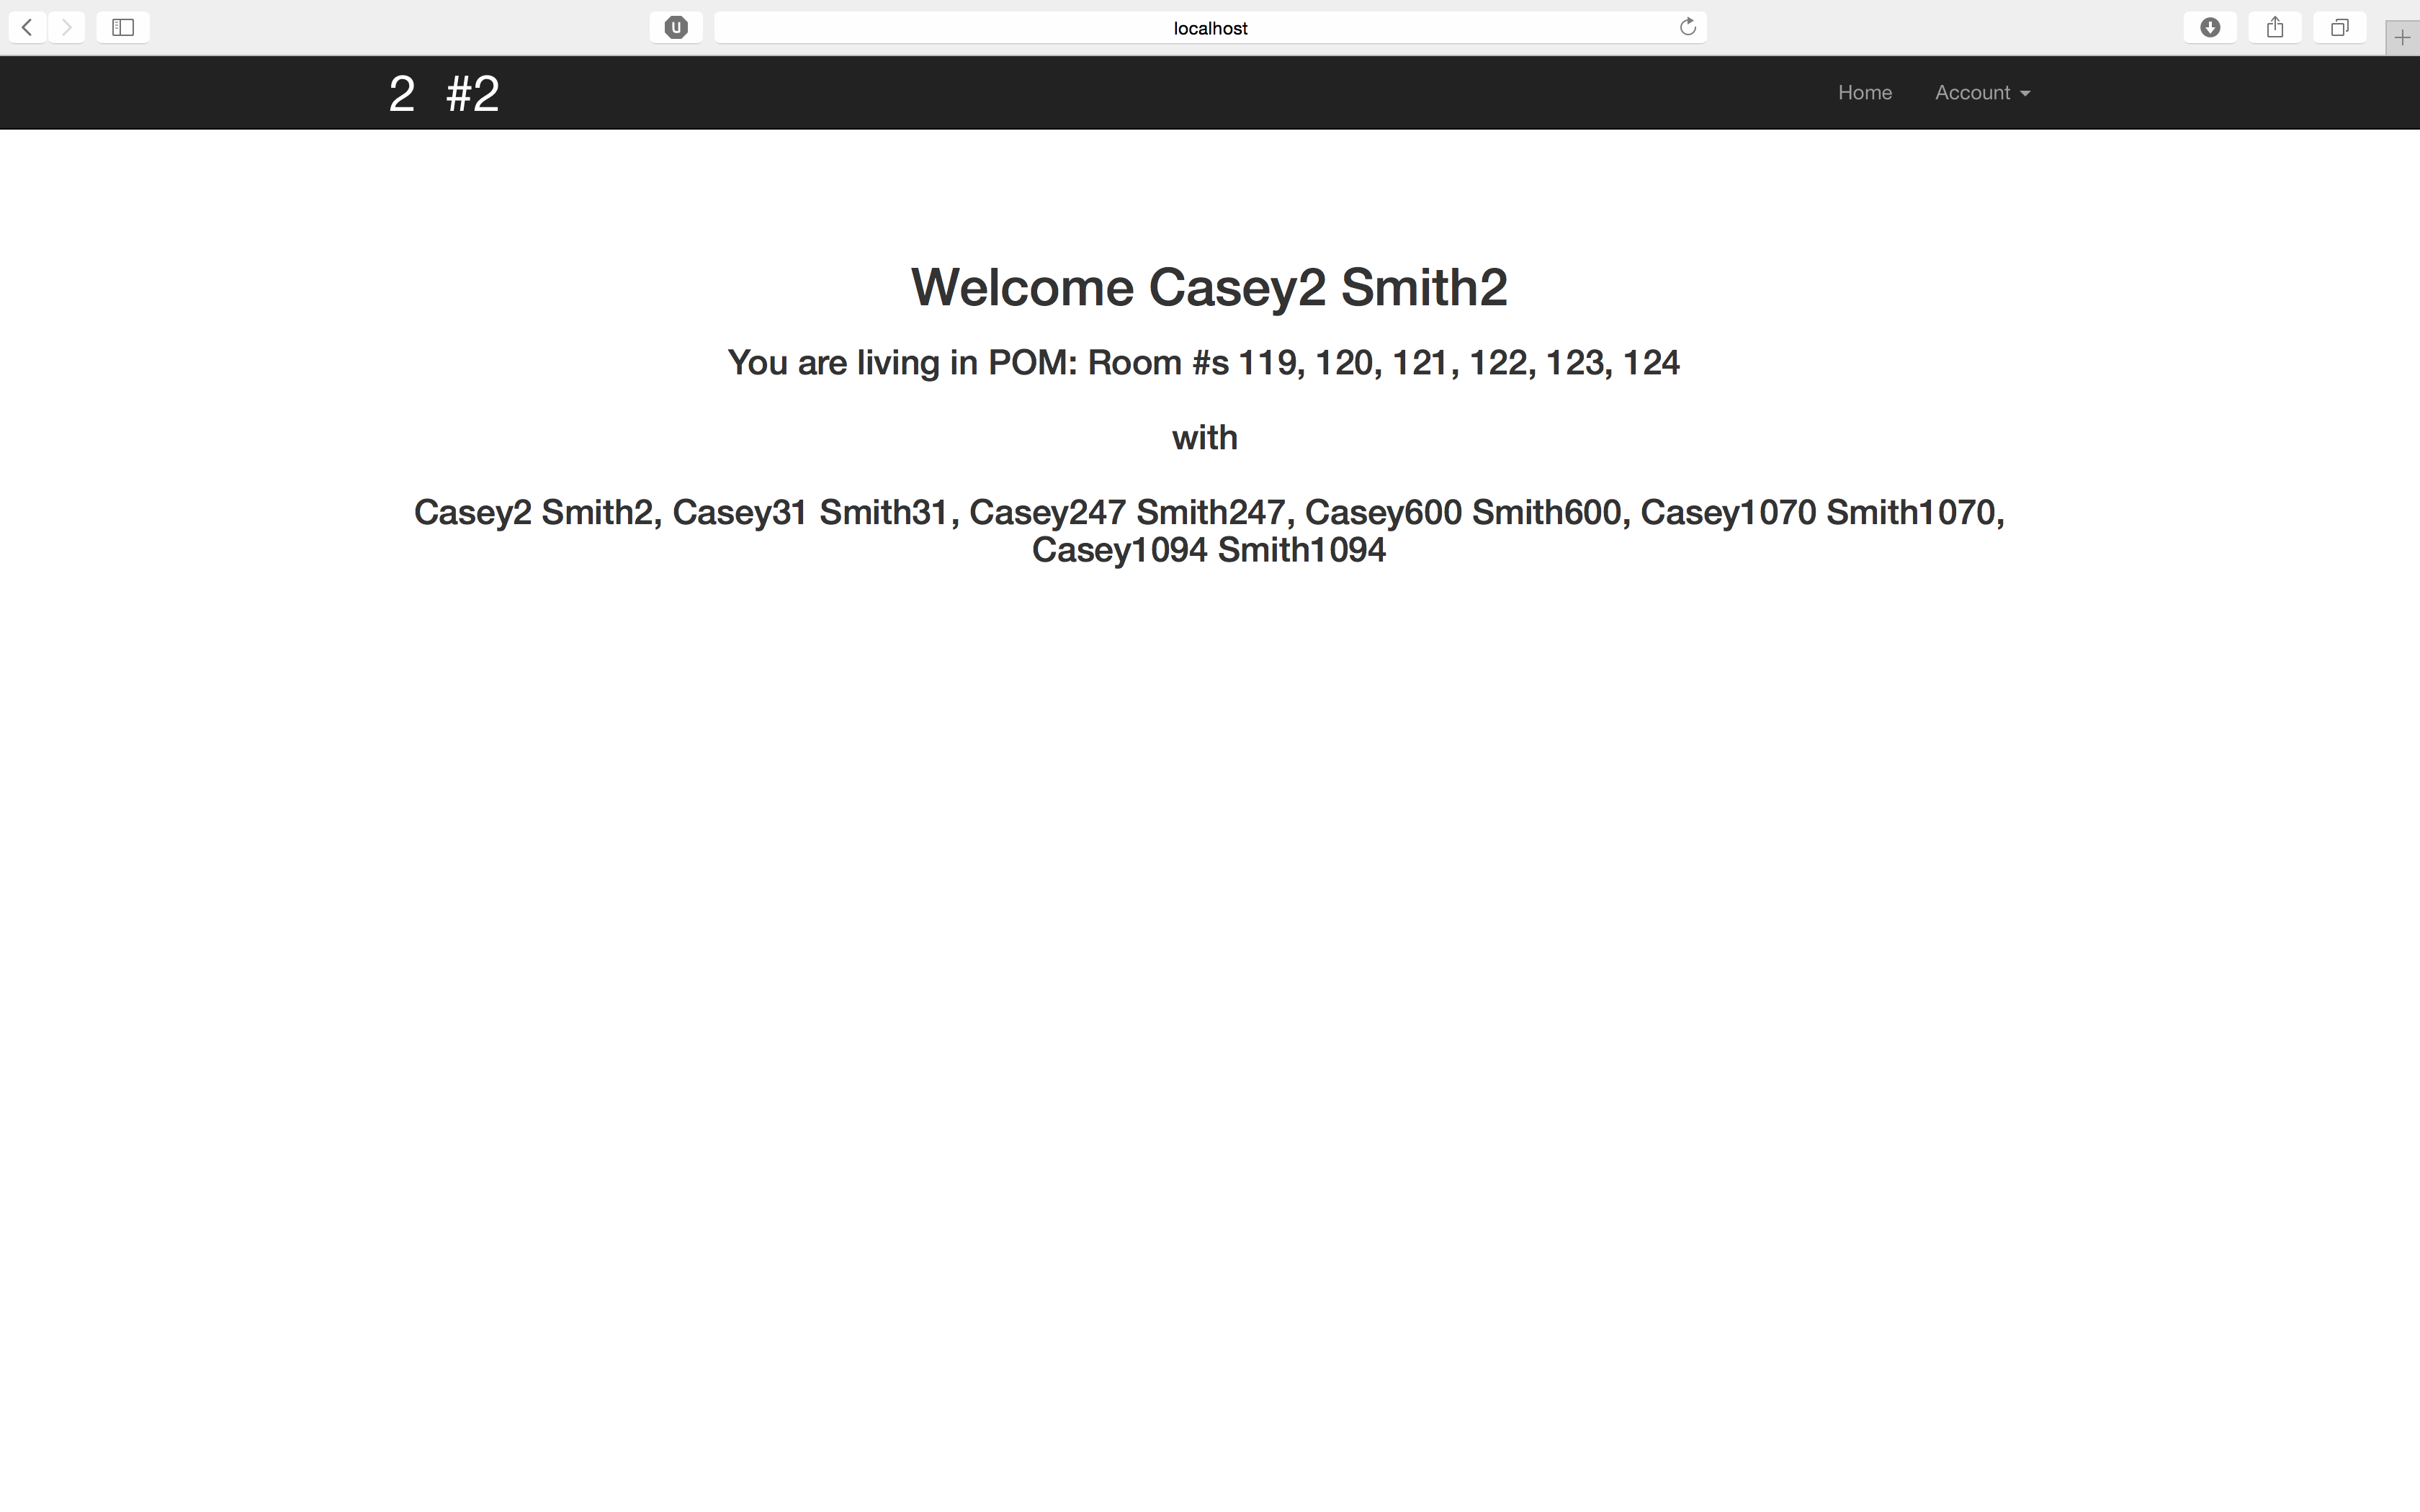 localhost
2 #2
Home
Account
Welcome Casey2 Smith2
You are living in POM: Room #s 119, 120, 121, 122, 123, 124
with
Casey2 Smith2, Casey31 Smith31, Casey247 Smith247, Casey600 Smith600, Casey1070 Smith1070,
Casey1094 Smith1094